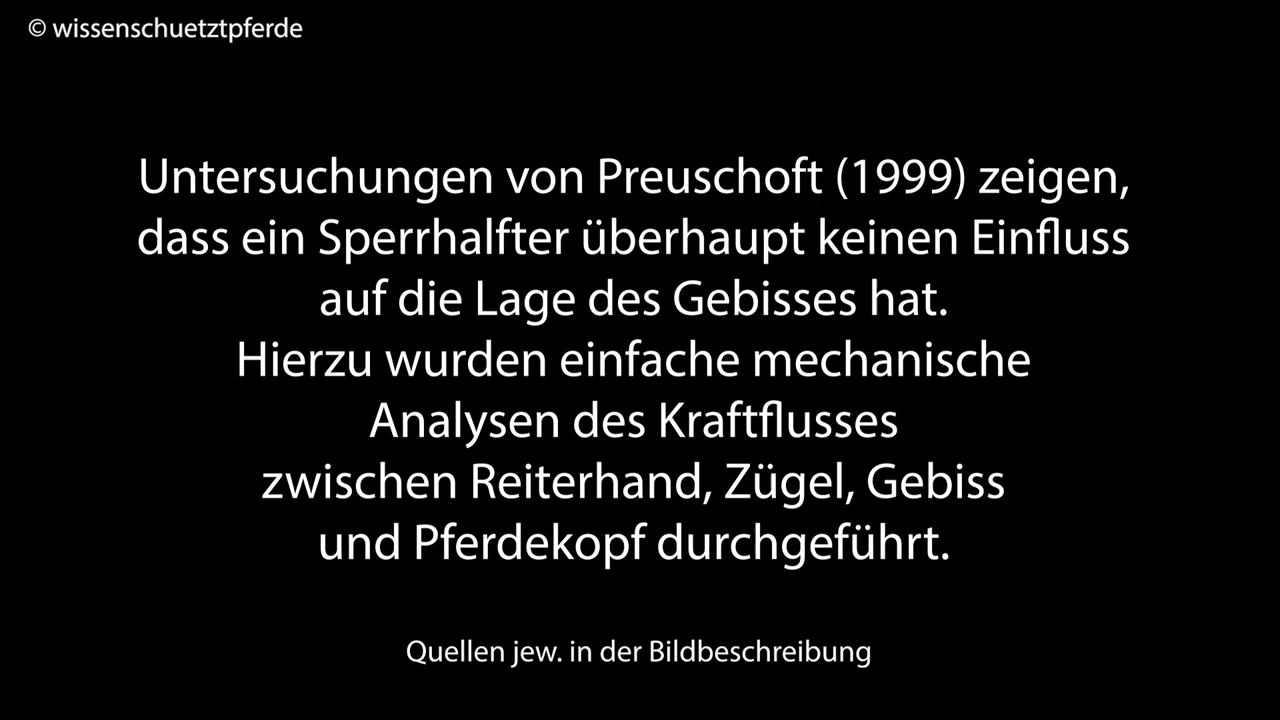 © wissenschuetztpferde
Untersuchungen von Preuschoft (1999) zeigen,
dass ein Sperrhalfter überhaupt keinen Einfluss
auf die Lage des Gebisses hat.
Hierzu wurden einfache mechanische
Analysen des Kraftflusses
zwischen Reiterhand, Zügel, Gebiss
und Pferdekopf durchgeführt.
Quellen jew. in der Bildbeschreibung